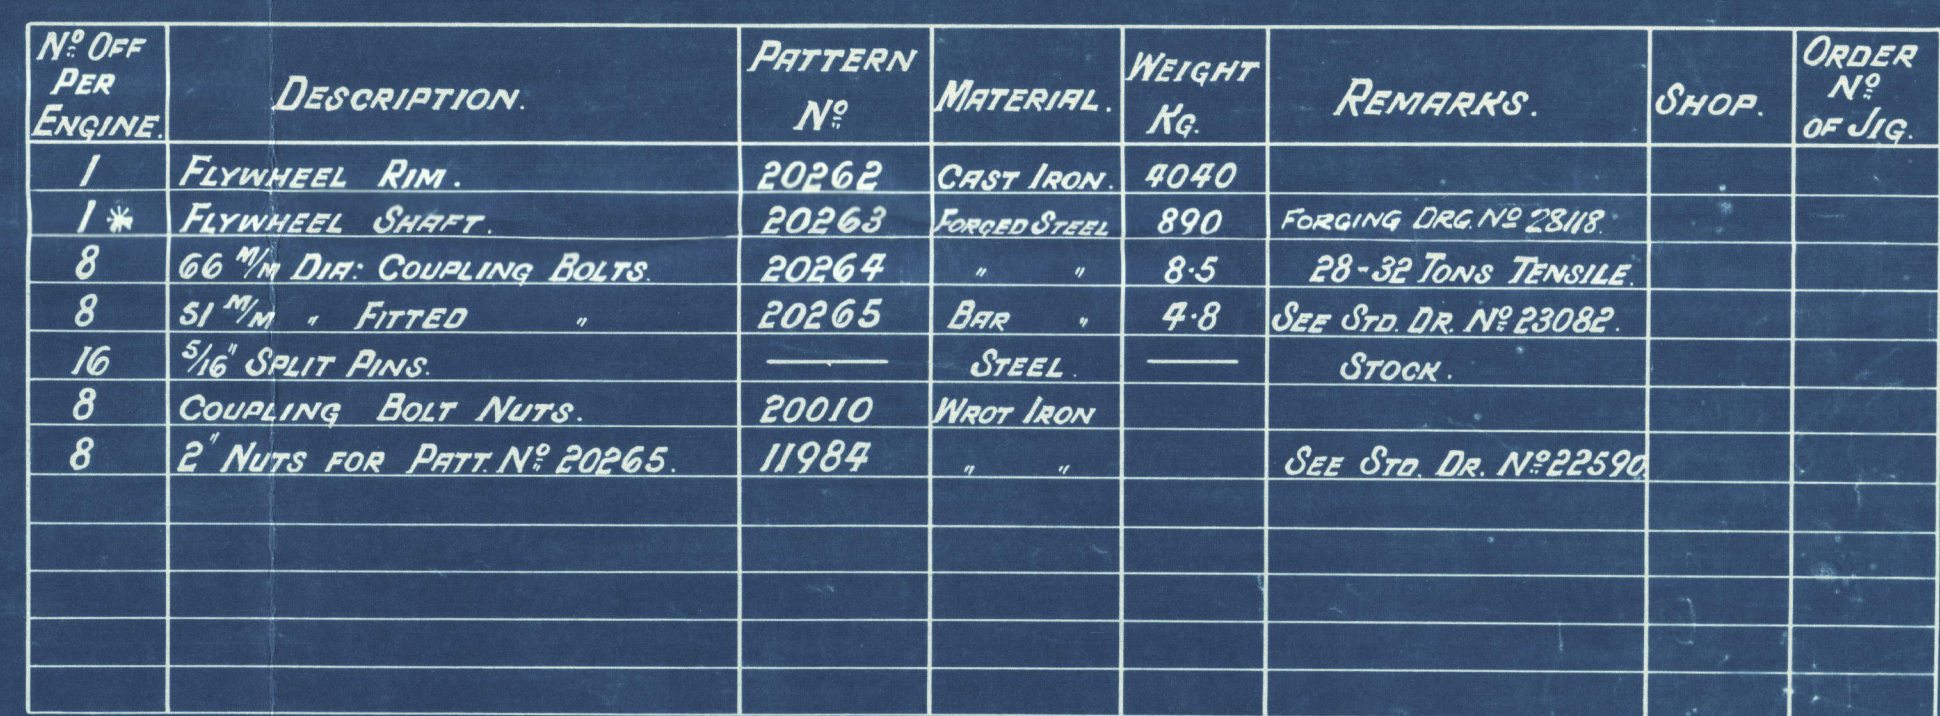 Nº OFF PER ENGINE. DESCRIPTION. PATTERN Nº MATERIAL. WEIGHT KG. REMARKS. SHOP. ORDER Nº OF JIG.
1 FLYWHEEL RIM. 20262 CAST IRON. 4040
1* FLYWHEEL SHAFT. 20263 FORGED STEEL 890 FORGING DRG. Nº 28118.
8 66 M/M DIA: COUPLING BOLTS. 20264 " " 8·5 28-32 TONS TENSILE.
8 51 M/M " FITTED " 20265 BAR " 4·8 SEE STD. DR. Nº 23082.
16 5/16" SPLIT PINS. —— STEEL. —— STOCK.
8 COUPLING BOLT NUTS. 20010 WROT IRON
8 2" NUTS FOR PATT. Nº 20265. 11984 " " SEE STD. DR. Nº 22590.